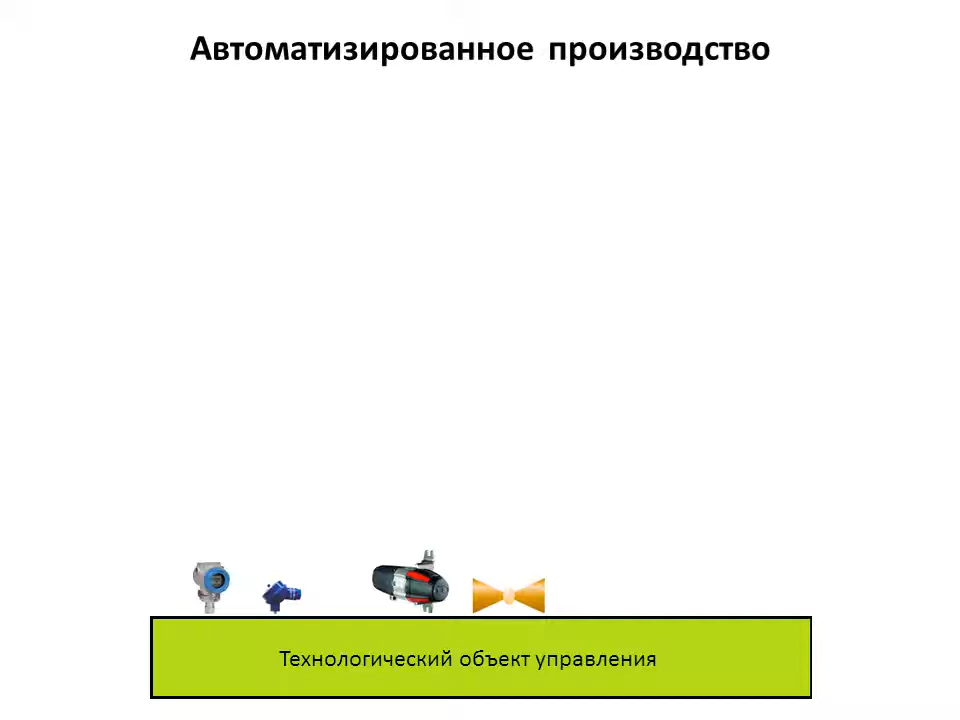 Автоматизированное производство
Технологический объект управления